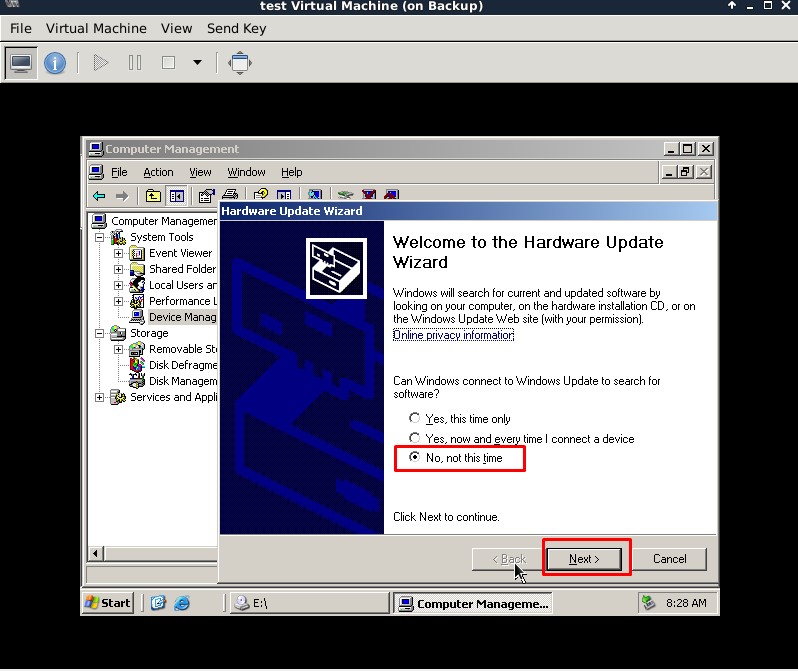 test Virtual Machine (on Backup)
File Virtual Machine View Send Key
Computer Management
File Action View Window Help
Hardware Update Wizard
Computer Managemen
System Tools
Event Viewer
Shared Folder
Local Users an
Performance L
Device Manag
Storage
Removable Sto
Disk Defragme
Disk Managem
Services and Appli
Welcome to the Hardware Update
Wizard
Windows will search for current and updated software by
looking on your computer, on the hardware installation CD, or on
the Windows Update Web site (with your permission).
Online privacy information
Can Windows connect to Windows Update to search for
software?
Yes, this time only
Yes, now and every time I connect a device
No, not this time
Click Next to continue.
< Back Next > Cancel
Start E:\ Computer Manageme... 8:28 AM